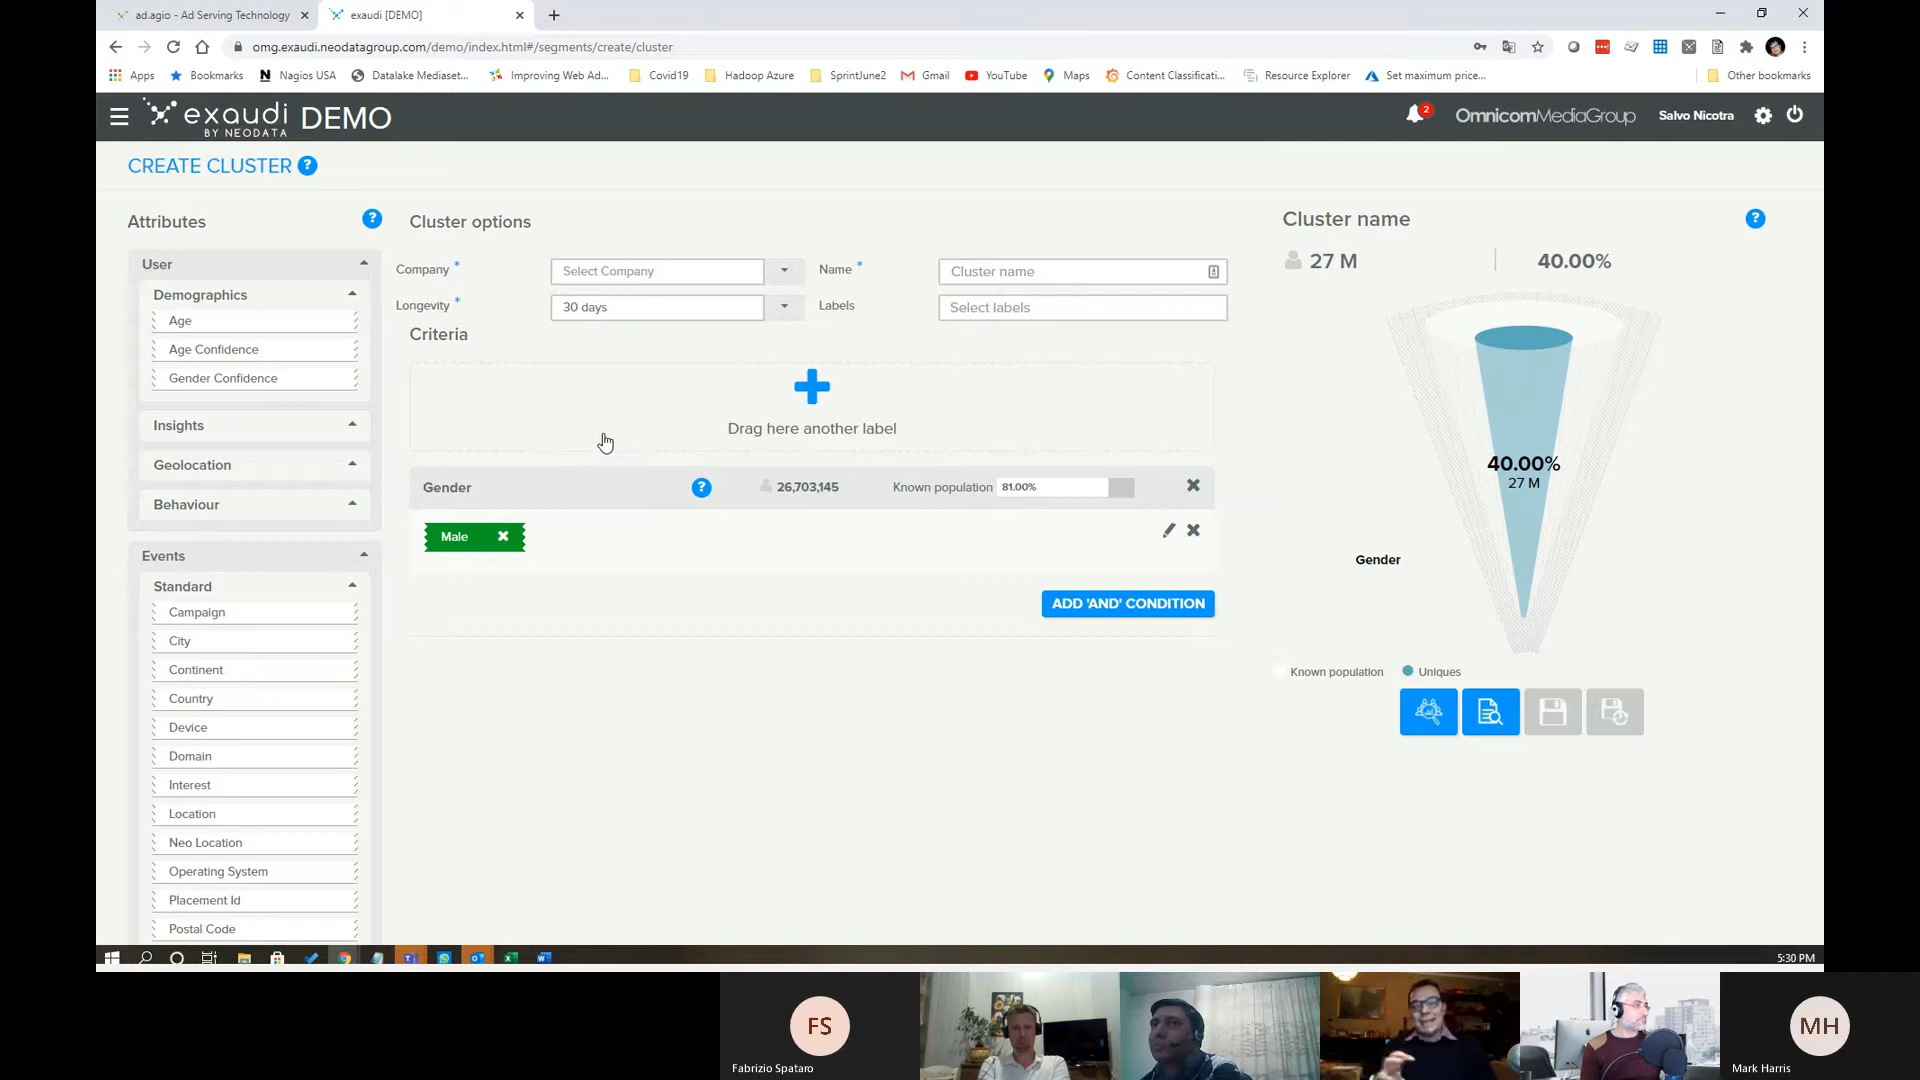 ad.agio - Ad Serving Technology
exaudi [DEMO]
omg.exaudi.neodatagroup.com/demo/index.html#/segments/create/cluster
Apps
Bookmarks
Nagios USA
Datalake Mediaset...
Improving Web Ad...
Covid19
Hadoop Azure
SprintJune2
Gmail
YouTube
Maps
Content Classificati...
Resource Explorer
Set maximum price...
Other bookmarks
exaudi
BY NEODATA
DEMO
2
OmnicomMediaGroup
Salvo Nicotra
CREATE CLUSTER ?
Attributes ?
User
Demographics
Age
Age Confidence
Gender Confidence
Insights
Geolocation
Behaviour
Events
Standard
Campaign
City
Continent
Country
Device
Domain
Interest
Location
Neo Location
Operating System
Placement Id
Postal Code
Cluster options
Company * Select Company
Name * Cluster name
Longevity * 30 days
Labels Select labels
Criteria
Drag here another label
Gender ? 26,703,145 Known population 81.00%
Male
ADD 'AND' CONDITION
Cluster name ?
27 M 40.00%
40.00%
27 M
Gender
Known population Uniques
5:30 PM
FS
Fabrizio Spataro
MH
Mark Harris